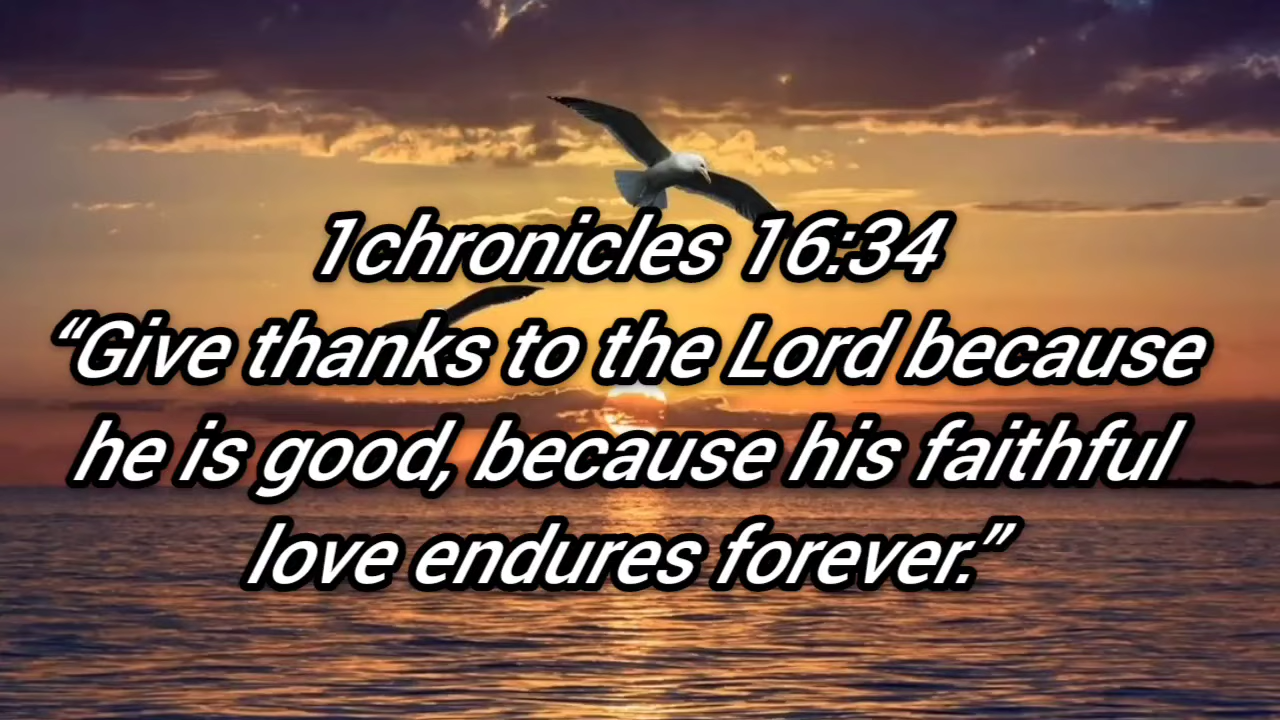 1chronicles 16:34
“Give thanks to the Lord because
he is good, because his faithful
love endures forever.”